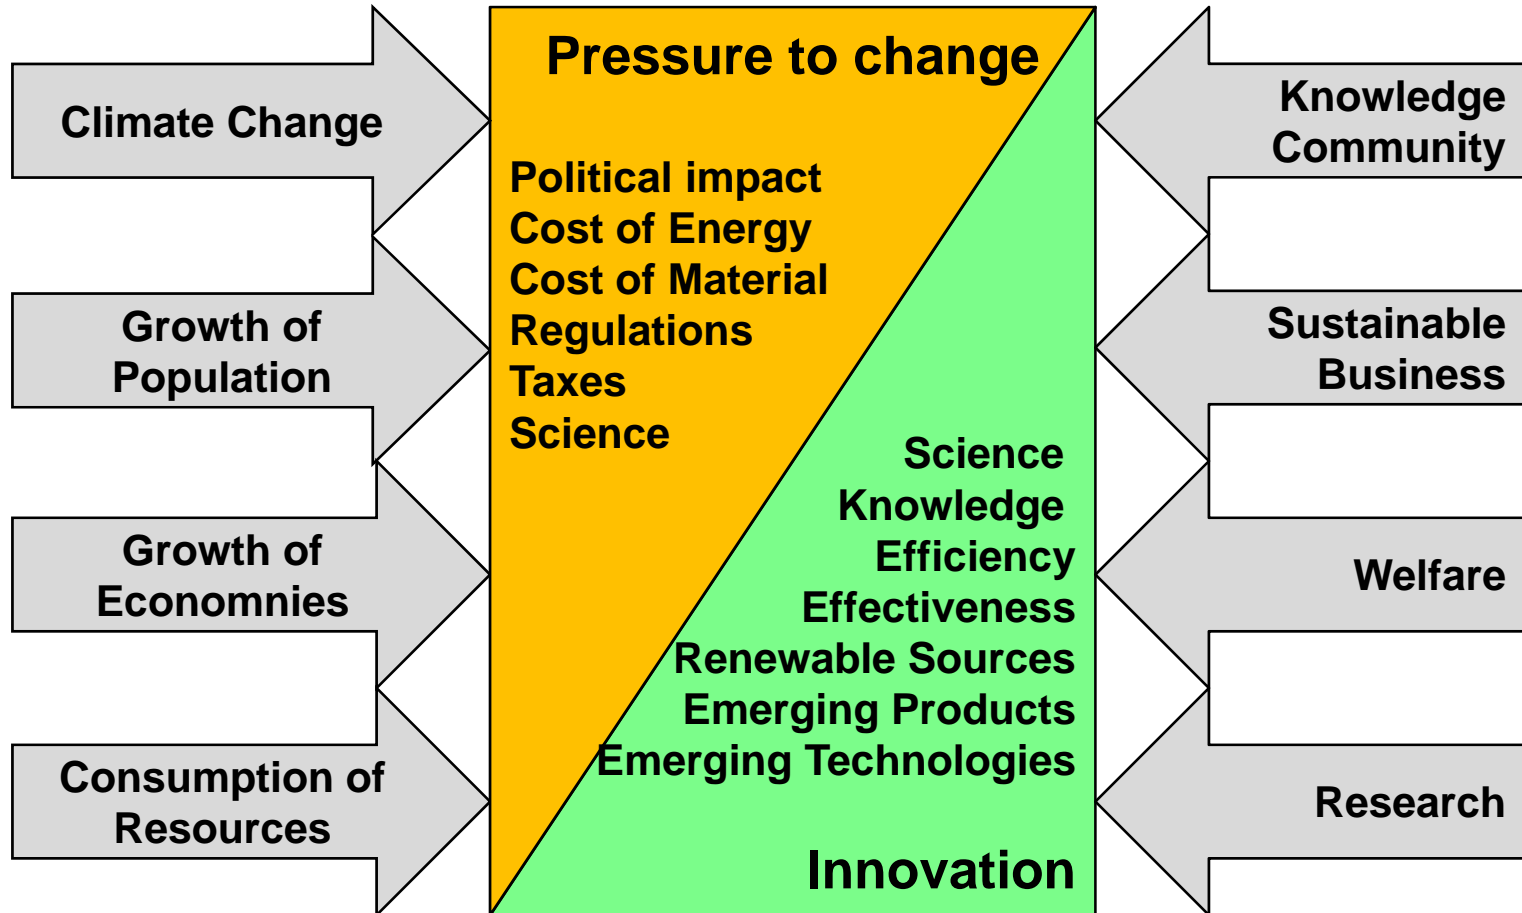 Pressure to change
Climate Change
Political impact
Cost of Energy
Cost of Material
Regulations
Taxes
Science
Growth of
Population
Growth of
Economnies
Consumption of
Resources
Science
Knowledge
Efficiency
Effectiveness
Renewable Sources
Emerging Products
Emerging Technologies
Innovation
Knowledge
Community
Sustainable
Business
Welfare
Research